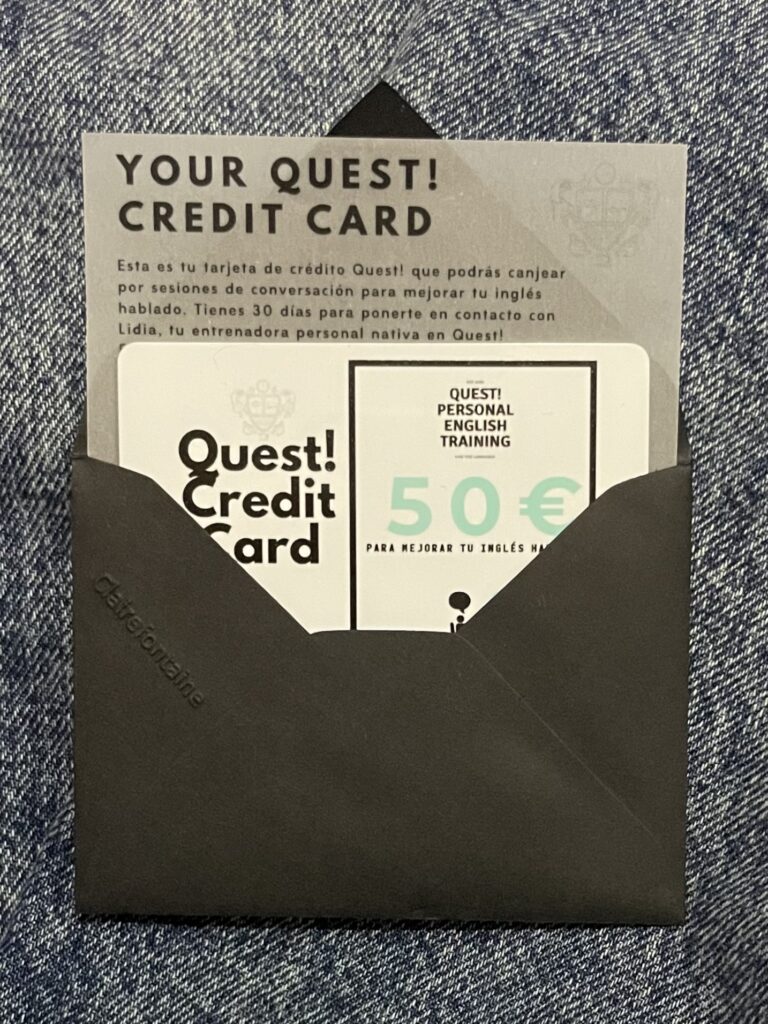 YOUR QUEST!
CREDIT CARD
Esta es tu tarjeta de crédito Quest! que podrás canjear
por sesiones de conversación para mejorar tu inglés
hablado. Tienes 30 días para ponerte en contacto con
Lidia, tu entrenadora personal nativa en Quest!
Quest!
Credit
Card
QUEST!
PERSONAL
ENGLISH
TRAINING
50€
PARA MEJORAR TU INGLÉS HA
Clairefontaine